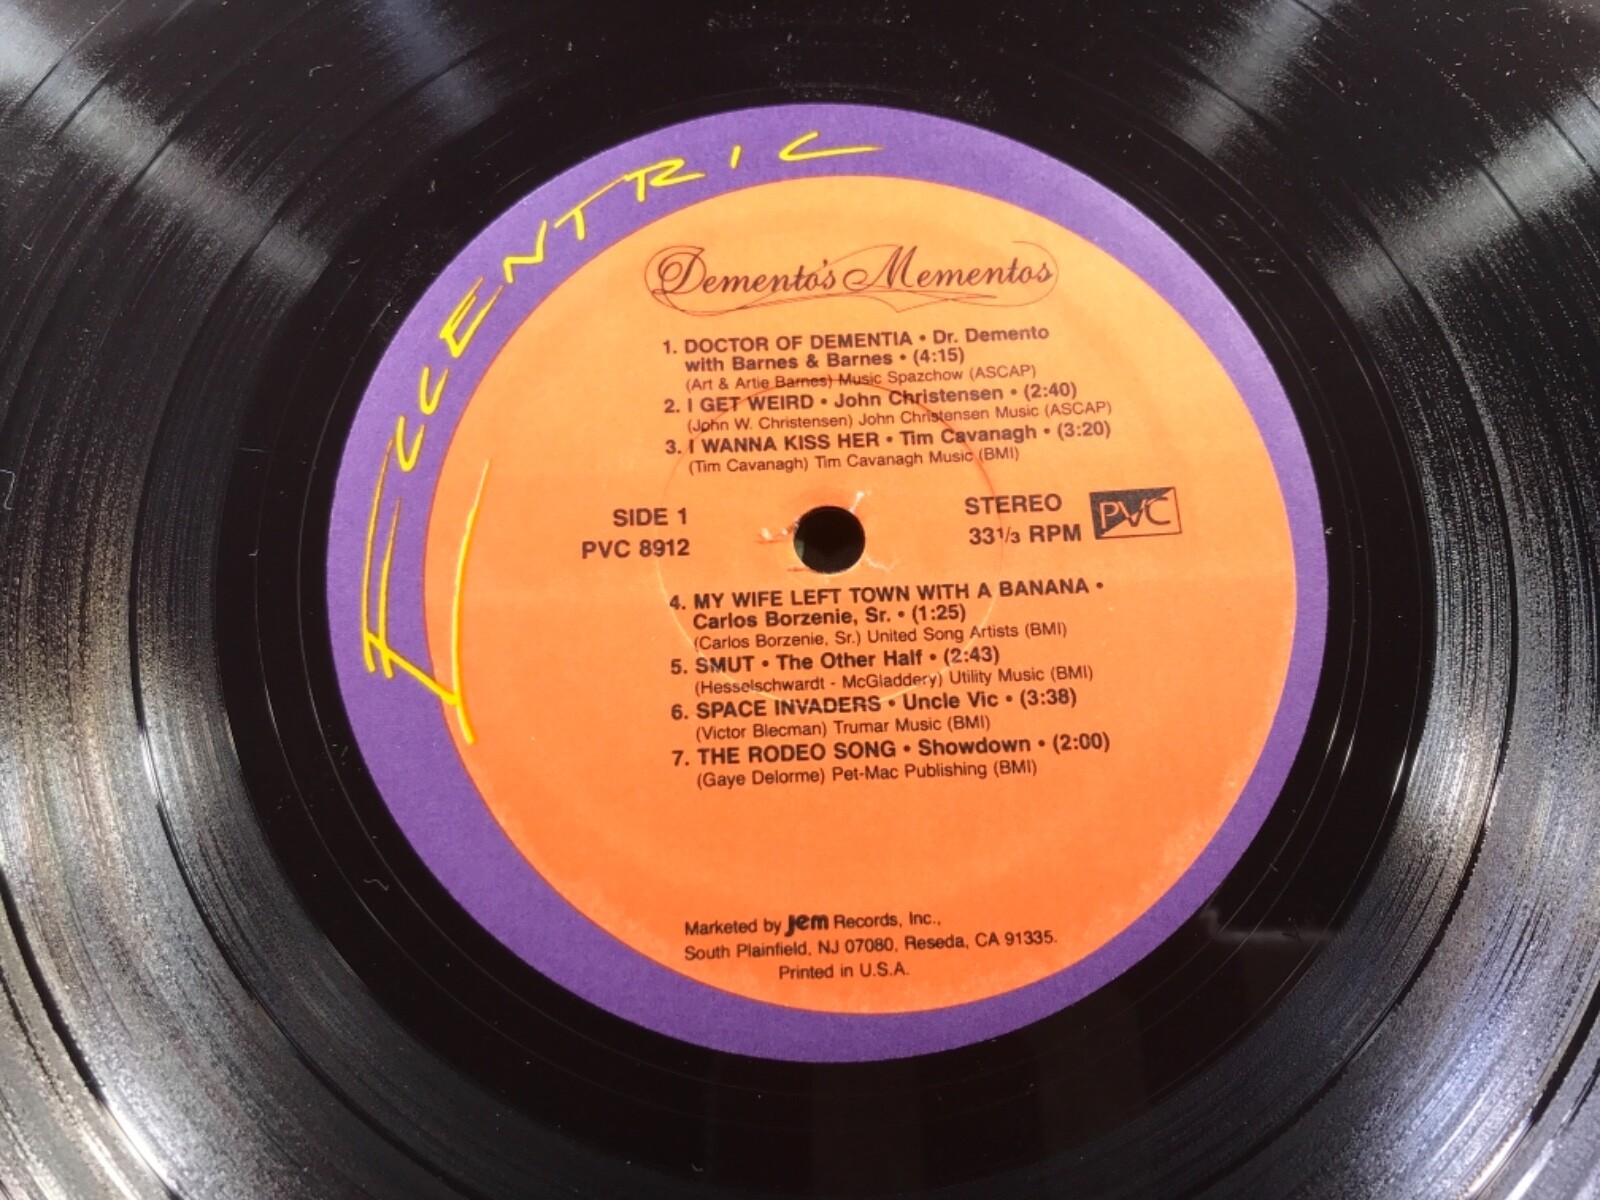 ECCENTRIC
Demento's Mementos
1. DOCTOR OF DEMENTIA • Dr. Demento
with Barnes & Barnes • (4:15)
(Art & Artie Barnes) Music Spazchow (ASCAP)
2. I GET WEIRD • John Christensen • (2:40)
(John W. Christensen) John Christensen Music (ASCAP)
3. I WANNA KISS HER • Tim Cavanagh • (3:20)
(Tim Cavanagh) Tim Cavanagh Music (BMI)
SIDE 1
PVC 8912
STEREO
33 1/3 RPM
PVC
4. MY WIFE LEFT TOWN WITH A BANANA •
Carlos Borzenie, Sr. • (1:25)
(Carlos Borzenie, Sr.) United Song Artists (BMI)
5. SMUT • The Other Half • (2:43)
(Hesselschwardt - McGladdery) Utility Music (BMI)
6. SPACE INVADERS • Uncle Vic • (3:38)
(Victor Blecman) Trumar Music (BMI)
7. THE RODEO SONG • Showdown • (2:00)
(Gaye Delorme) Pet-Mac Publishing (BMI)
Marketed by jem Records, Inc.,
South Plainfield, NJ 07080, Reseda, CA 91335.
Printed in U.S.A.